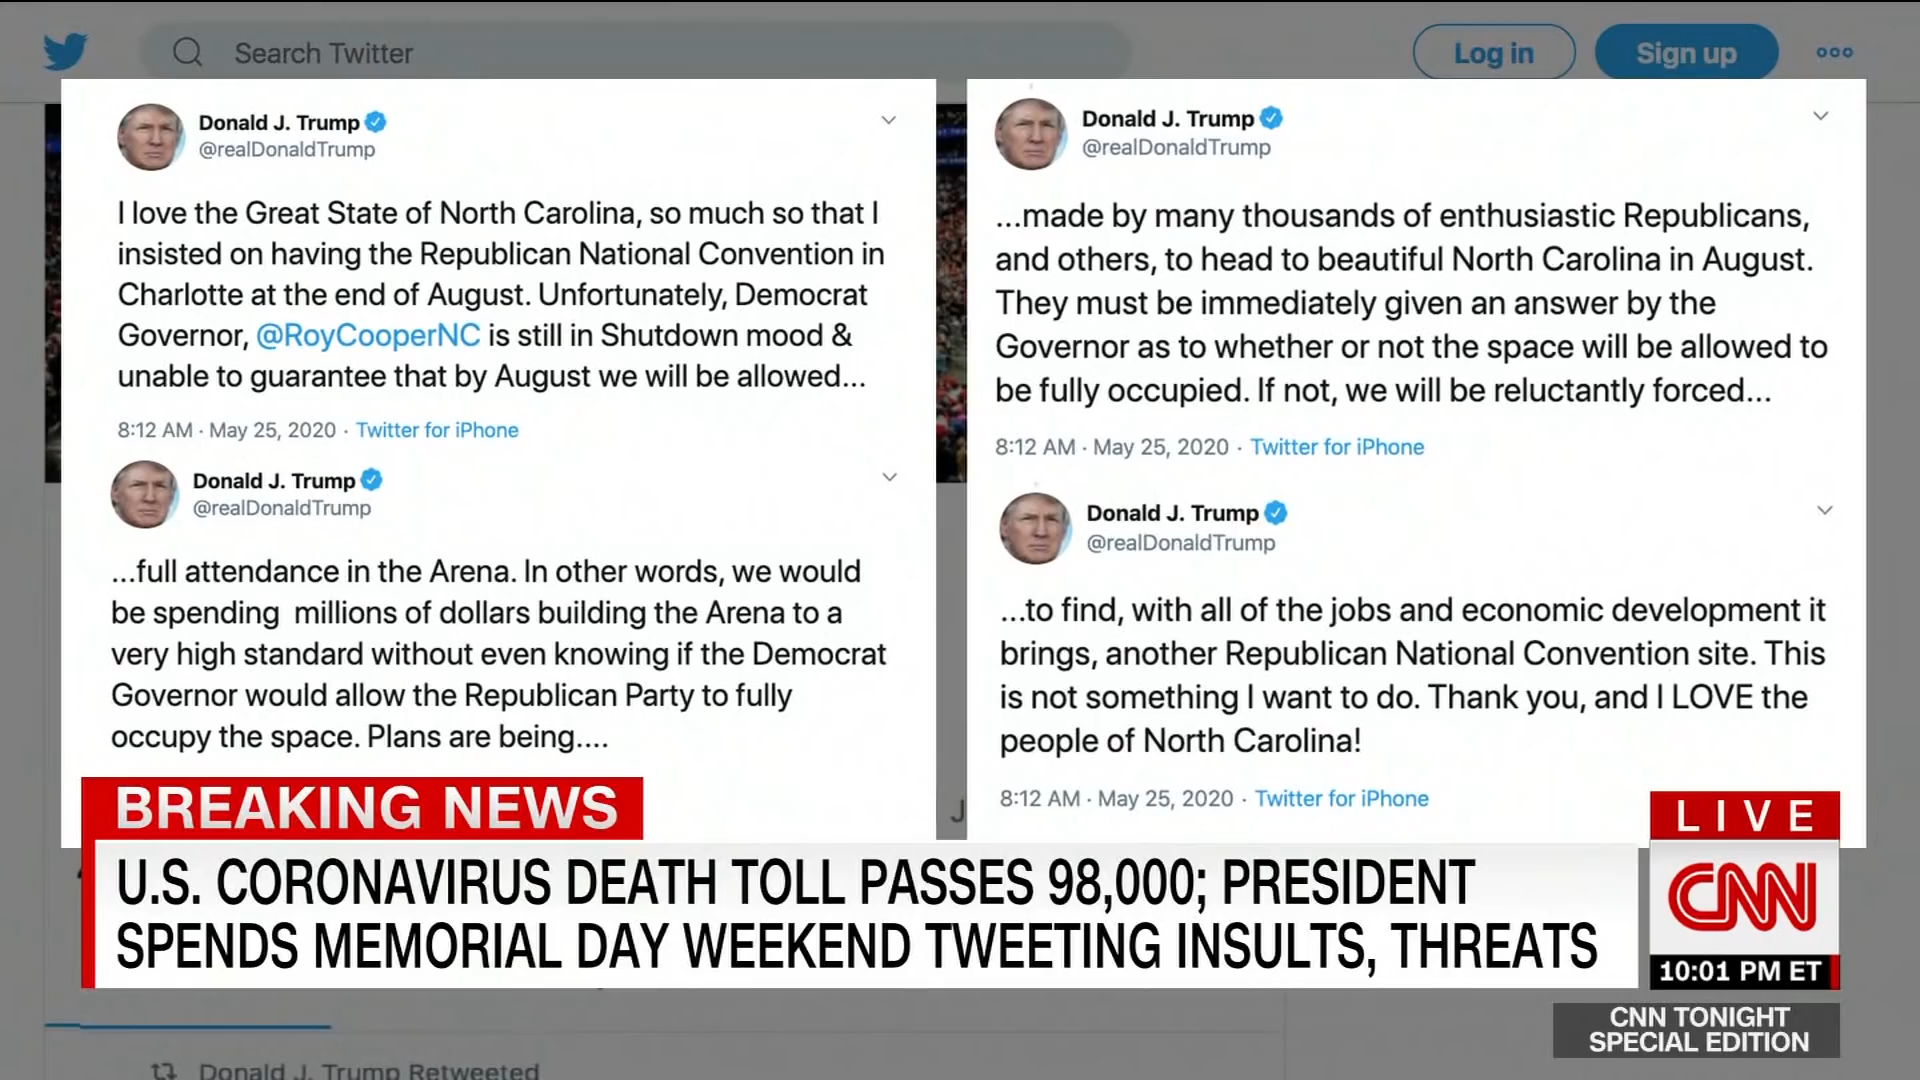 Search Twitter
Log in
Sign up
Donald J. Trump
@realDonaldTrump
I love the Great State of North Carolina, so much so that I
insisted on having the Republican National Convention in
Charlotte at the end of August. Unfortunately, Democrat
Governor, @RoyCooperNC is still in Shutdown mood &
unable to guarantee that by August we will be allowed...
8:12 AM · May 25, 2020 · Twitter for iPhone
Donald J. Trump
@realDonaldTrump
...full attendance in the Arena. In other words, we would
be spending millions of dollars building the Arena to a
very high standard without even knowing if the Democrat
Governor would allow the Republican Party to fully
occupy the space. Plans are being....
Donald J. Trump
@realDonaldTrump
...made by many thousands of enthusiastic Republicans,
and others, to head to beautiful North Carolina in August.
They must be immediately given an answer by the
Governor as to whether or not the space will be allowed to
be fully occupied. If not, we will be reluctantly forced...
8:12 AM · May 25, 2020 · Twitter for iPhone
Donald J. Trump
@realDonaldTrump
...to find, with all of the jobs and economic development it
brings, another Republican National Convention site. This
is not something I want to do. Thank you, and I LOVE the
people of North Carolina!
8:12 AM · May 25, 2020 · Twitter for iPhone
BREAKING NEWS
U.S. CORONAVIRUS DEATH TOLL PASSES 98,000; PRESIDENT
SPENDS MEMORIAL DAY WEEKEND TWEETING INSULTS, THREATS
LIVE
CNN
10:01 PM ET
CNN TONIGHT
SPECIAL EDITION
Donald J. Trump Retweeted